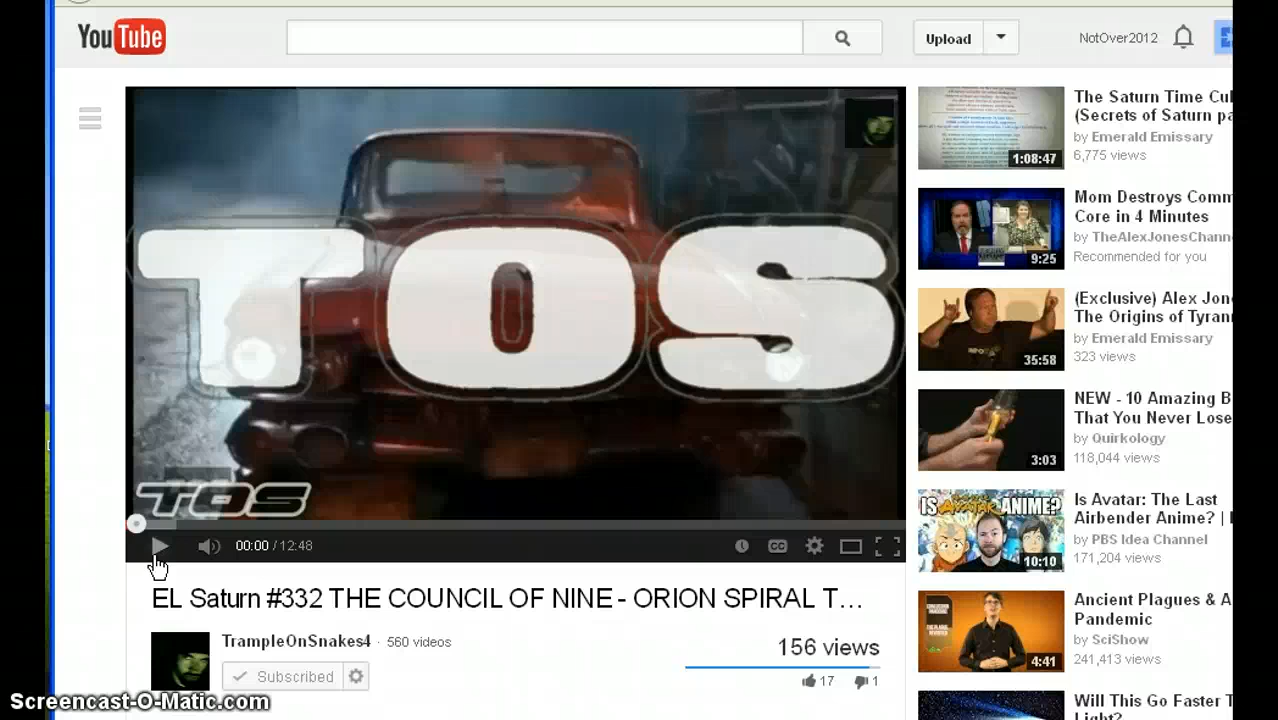 YouTube
Upload
NotOver2012
TOS
TOS
00:00 / 12:48
CC
EL Saturn #332 THE COUNCIL OF NINE - ORION SPIRAL T...
TrampleOnSnakes4 · 560 videos
Subscribed
156 views
17
1
The Saturn Time Cul
(Secrets of Saturn pa
by Emerald Emissary
6,775 views
1:08:47
Mom Destroys Comm
Core in 4 Minutes
by TheAlexJonesChann
Recommended for you
9:25
(Exclusive) Alex Jon
The Origins of Tyran
by Emerald Emissary
323 views
35:58
NEW - 10 Amazing B
That You Never Lose
by Quirkology
118,044 views
3:03
IS AVATAR ANIME?
Is Avatar: The Last
Airbender Anime? |
by PBS Idea Channel
171,204 views
10:10
Ancient Plagues & A
Pandemic
by SciShow
241,413 views
4:41
Will This Go Faster T
Light?
Screencast-O-Matic.com